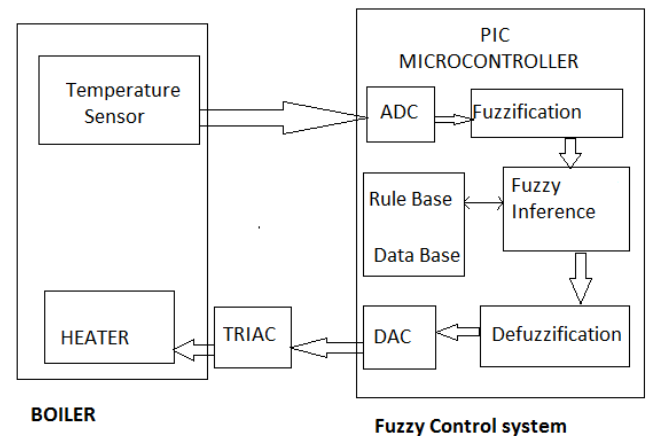 PIC
MICROCONTROLLER
Temperature
Sensor
ADC
Fuzzification
Rule Base
Data Base
Fuzzy
Inference
HEATER
TRIAC
DAC
Defuzzification
BOILER
Fuzzy Control system